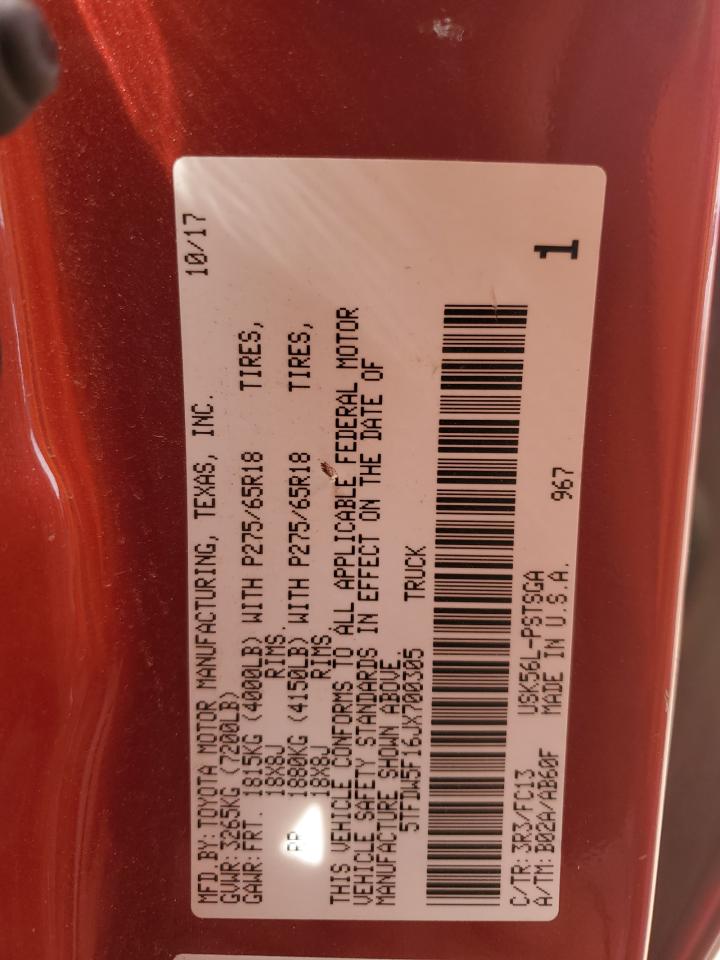 MFD BY: TOYOTA MOTOR MANUFACTURING, TEXAS, INC. 10/17
GVWR: 3265KG (7200LB)
GAWR: FRT. 1815KG (4000LB) WITH P275/65R18 TIRES,
18X8J RIMS.
1880KG (4150LB) WITH P275/65R18 TIRES,
18X8J RIMS.
THIS VEHICLE CONFORMS TO ALL APPLICABLE FEDERAL MOTOR
VEHICLE SAFETY STANDARDS IN EFFECT ON THE DATE OF
MANUFACTURE SHOWN ABOVE.
5TFDW5F16JX700305 TRUCK
C/TR: 3R3/FC13 USK56L-PSTSGA 967 1
A/TM: B02A/AB60F MADE IN U.S.A.